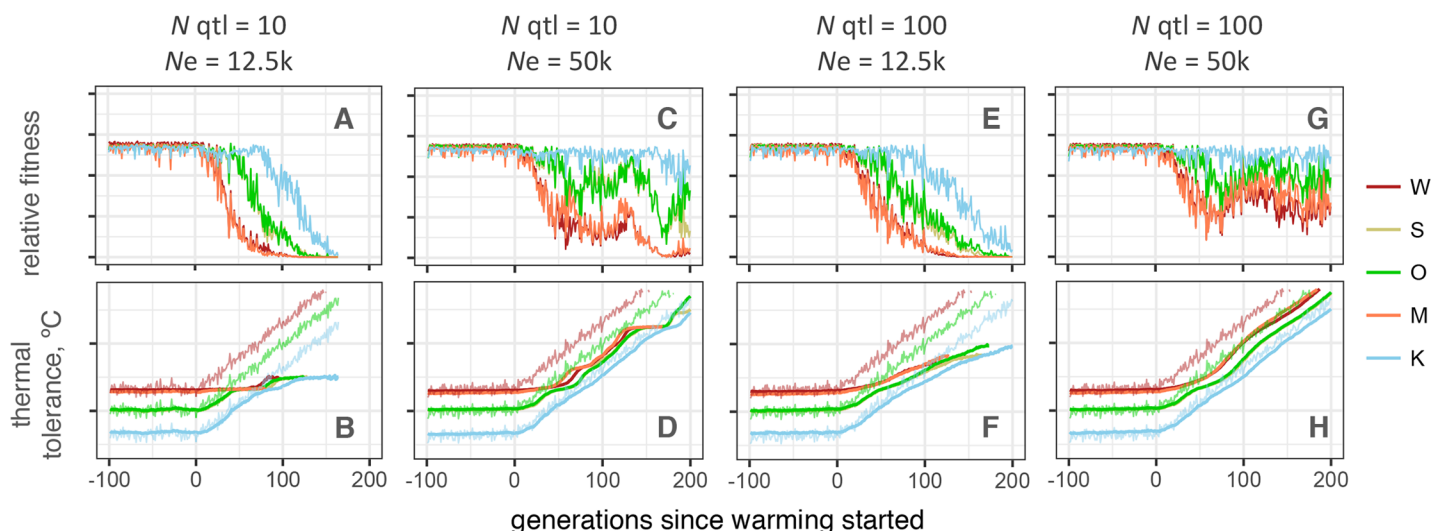 N qtl = 10 N qtl = 10 N qtl = 100 N qtl = 100
Ne = 12.5k Ne = 50k Ne = 12.5k Ne = 50k
relative fitness
A C E G
W
S
O
M
K
thermal
tolerance, ºC
B D F H
-100 0 100 200 -100 0 100 200 -100 0 100 200 -100 0 100 200
generations since warming started